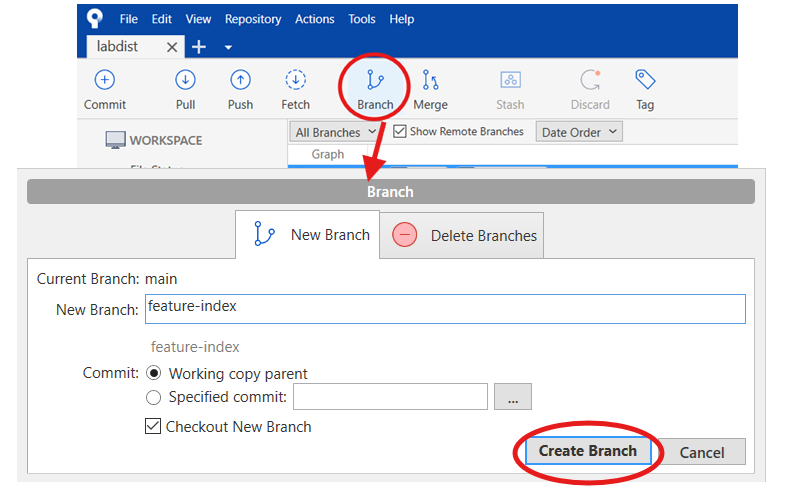 File Edit View Repository Actions Tools Help
labdist
Commit Pull Push Fetch Branch Merge Stash Discard Tag
WORKSPACE
All Branches Show Remote Branches Date Order
Graph
Branch
New Branch Delete Branches
Current Branch: main
New Branch: feature-index
feature-index
Commit: Working copy parent
Specified commit: ...
Checkout New Branch
Create Branch Cancel